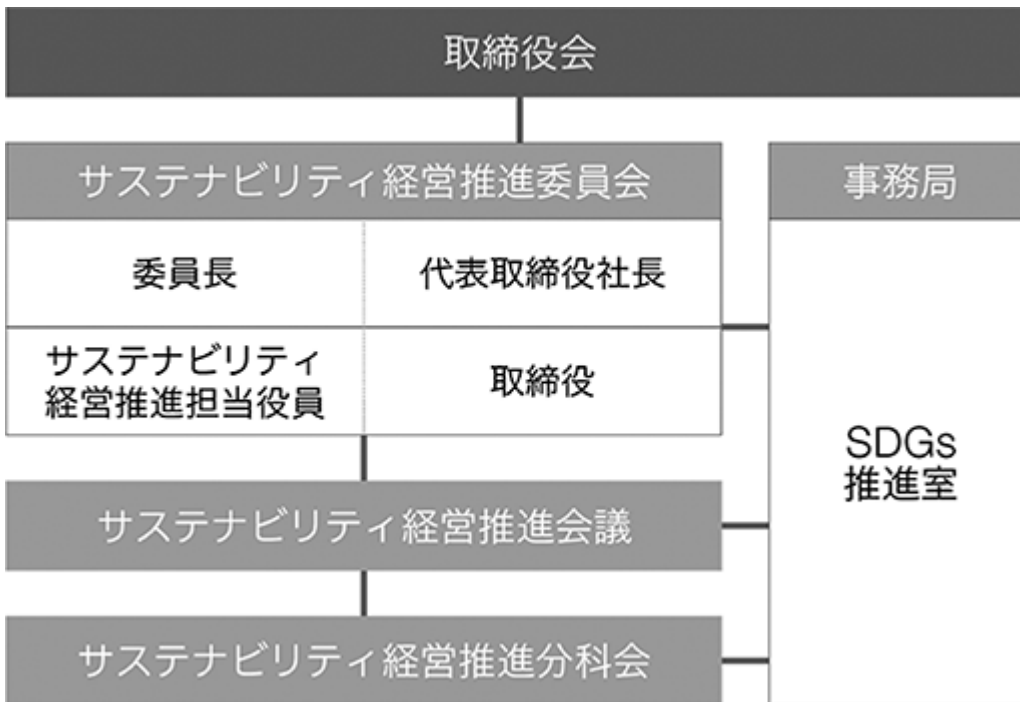 取締役会
サステナビリティ経営推進委員会
委員長
代表取締役社長
サステナビリティ
経営推進担当役員
取締役
サステナビリティ経営推進会議
サステナビリティ経営推進分科会
事務局
SDGs
推進室